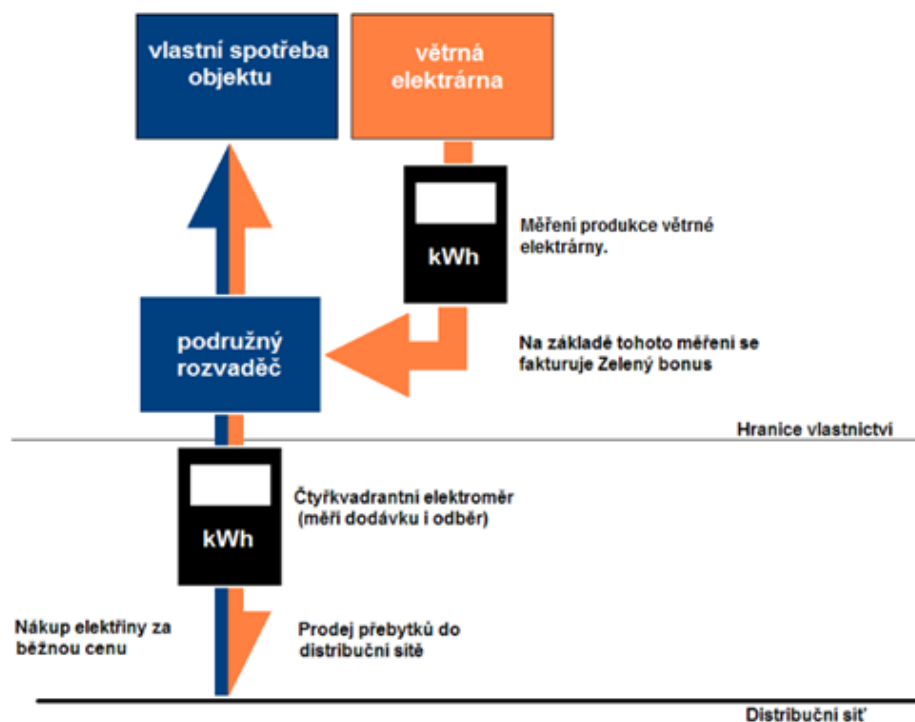 vlastní spotřeba
objektu
větrná
elektrárna
kWh
Měření produkce větrné
elektrárny.
podružný
rozvaděč
Na základě tohoto měření se
fakturuje Zelený bonus
Hranice vlastnictví
kWh
Čtyřkvadrantní elektroměr
(měří dodávku i odběr)
Nákup elektřiny za
běžnou cenu
Prodej přebytků do
distribuční sítě
Distribuční síť